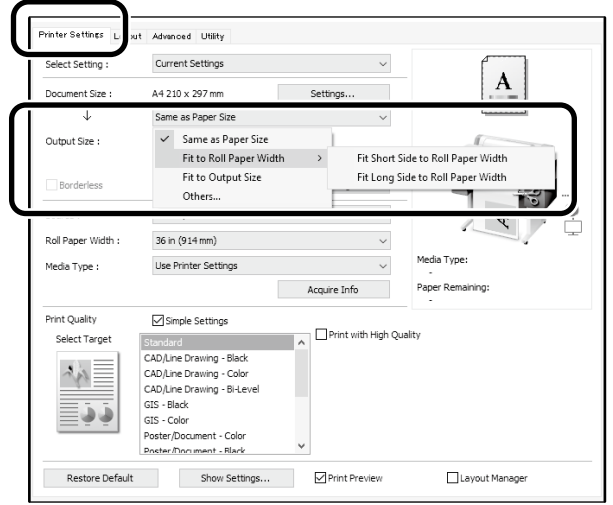 Printer Settings Layout Advanced Utility
Select Setting : Current Settings
Document Size : A4 210 x 297 mm Settings...
↓ Same as Paper Size
Output Size : ✓ Same as Paper Size
Fit to Roll Paper Width > Fit Short Side to Roll Paper Width
Fit to Output Size Fit Long Side to Roll Paper Width
Borderless
Others...
Roll Paper Width : 36 in (914 mm)
Media Type : Use Printer Settings
Acquire Info
A
...
Media Type:
-
Paper Remaining:
-
Print Quality Simple Settings
Select Target
Standard
CAD/Line Drawing - Black
CAD/Line Drawing - Color
CAD/Line Drawing - Bi-Level
GIS - Black
GIS - Color
Poster/Document - Color
Poster/Document - Black
Print with High Quality
Restore Default Show Settings... Print Preview Layout Manager